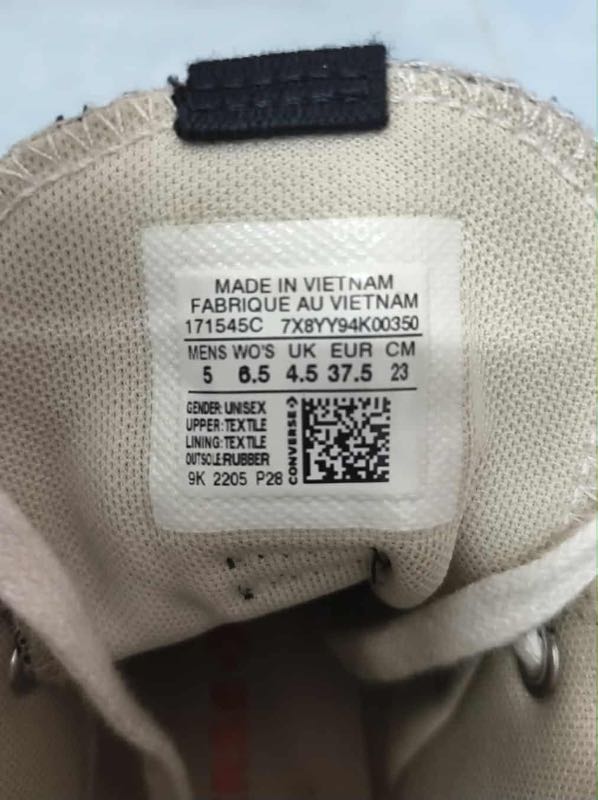 MADE IN VIETNAM
FABRIQUE AU VIETNAM
171545C 7X8YY94K00350
MENS WO'S UK EUR CM
5 6.5 4.5 37.5 23
GENDER: UNISEX
UPPER: TEXTILE
LINING: TEXTILE
OUTSOLE: RUBBER
9K 2205 P28
CONVERSE